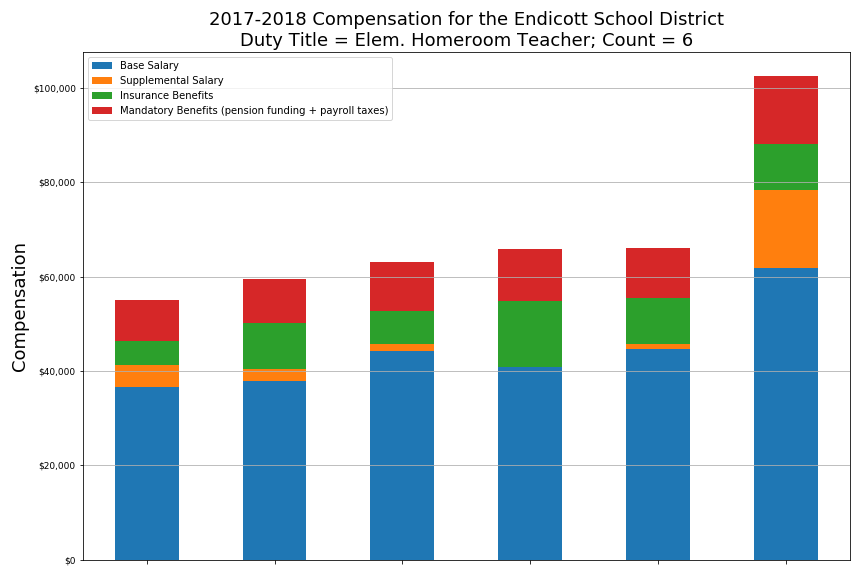 2017-2018 Compensation for the Endicott School District
Duty Title = Elem. Homeroom Teacher; Count = 6
Base Salary
Supplemental Salary
Insurance Benefits
Mandatory Benefits (pension funding + payroll taxes)
$100,000
$80,000
$60,000
$40,000
$20,000
$0
Compensation